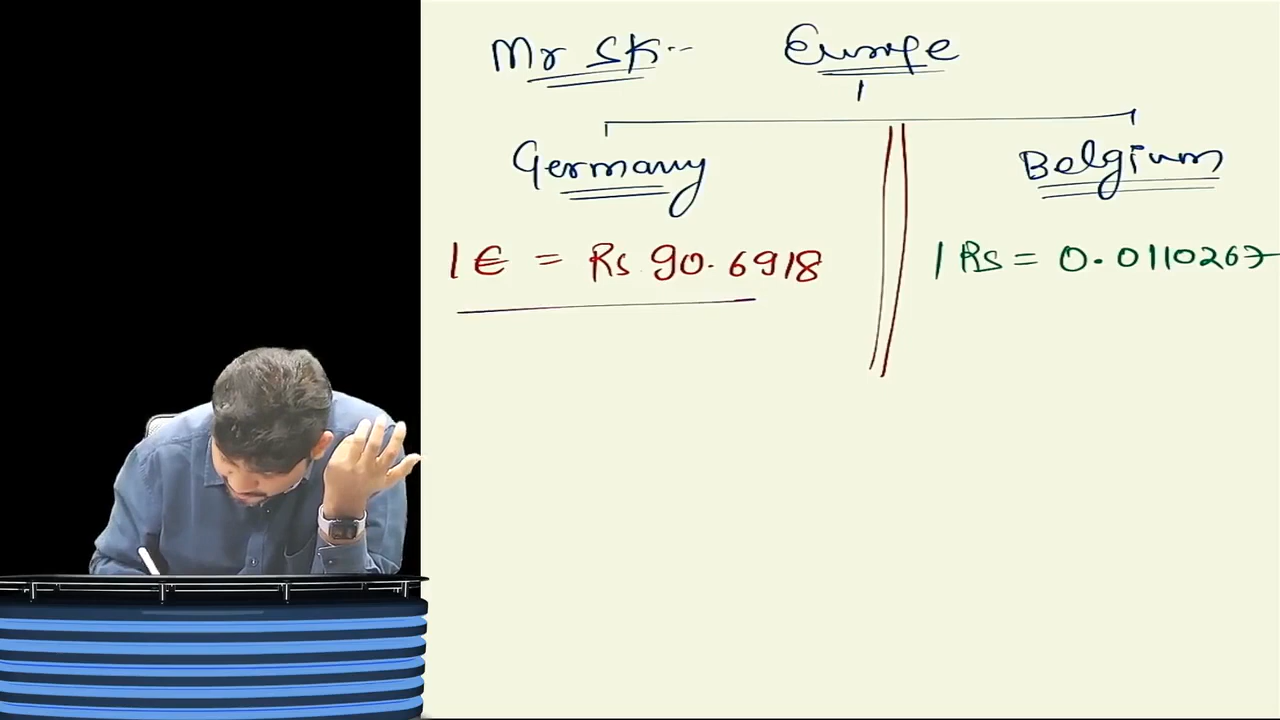 Mr SK--
Europe
Germany
Belgium
1 € = Rs 90.6918
1 Rs = 0.0110267